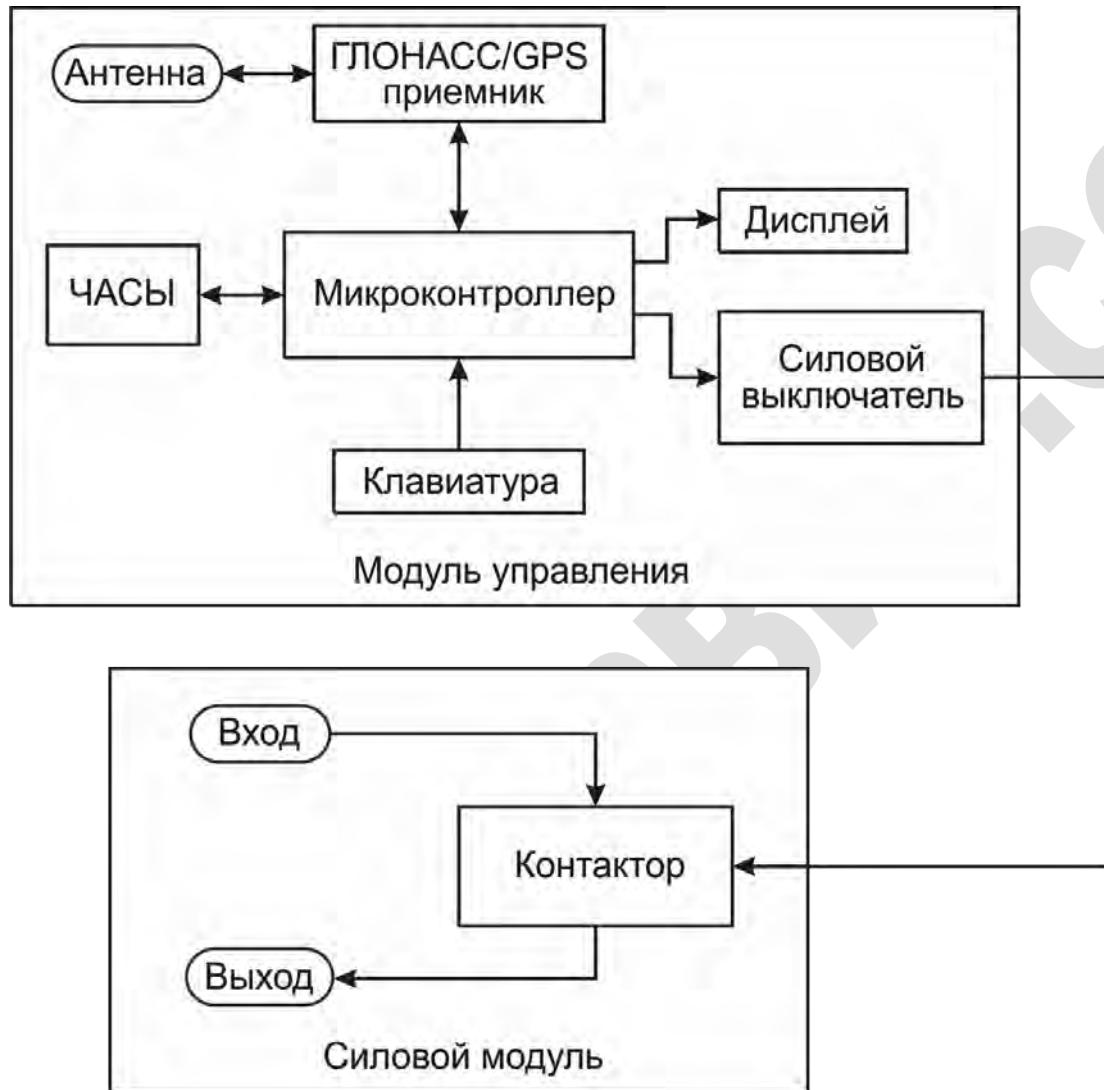 Антенна
ГЛОНАСС/GPS
приемник
Дисплей
ЧАСЫ
Микроконтроллер
Силовой
выключатель
Клавиатура
Модуль управления
Вход
Контактор
Выход
Силовой модуль